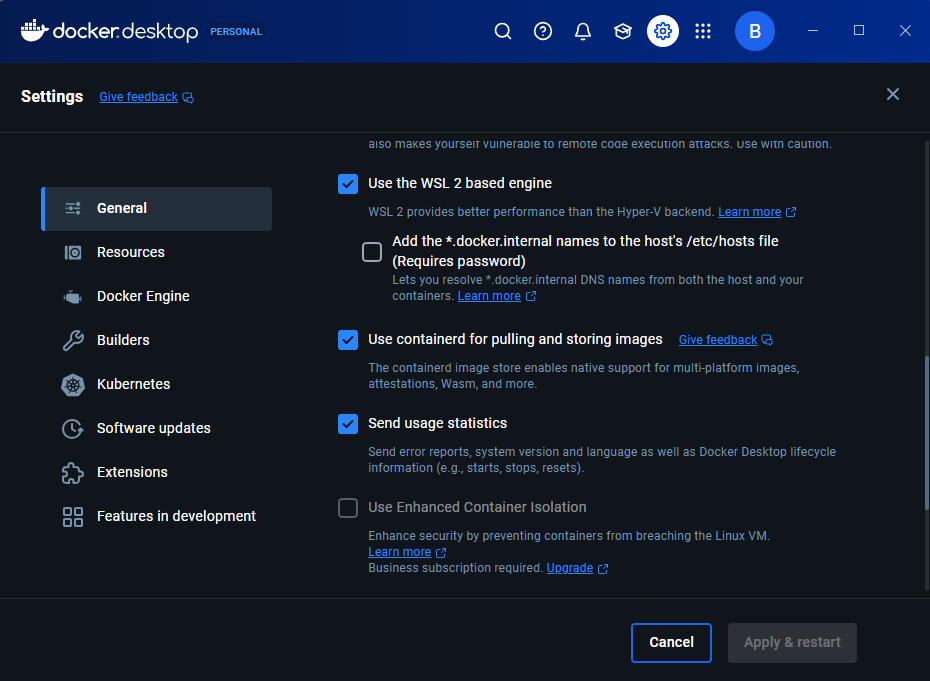 docker.desktop PERSONAL
B
Settings Give feedback
General
Resources
Docker Engine
Builders
Kubernetes
Software updates
Extensions
Features in development
also makes yourself vulnerable to remote code execution attacks. Use with caution.
Use the WSL 2 based engine
WSL 2 provides better performance than the Hyper-V backend. Learn more
Add the *.docker.internal names to the host's /etc/hosts file
(Requires password)
Lets you resolve *.docker.internal DNS names from both the host and your
containers. Learn more
Use containerd for pulling and storing images Give feedback
The containerd image store enables native support for multi-platform images,
attestations, Wasm, and more.
Send usage statistics
Send error reports, system version and language as well as Docker Desktop lifecycle
information (e.g., starts, stops, resets).
Use Enhanced Container Isolation
Enhance security by preventing containers from breaching the Linux VM.
Learn more
Business subscription required. Upgrade
Cancel Apply & restart